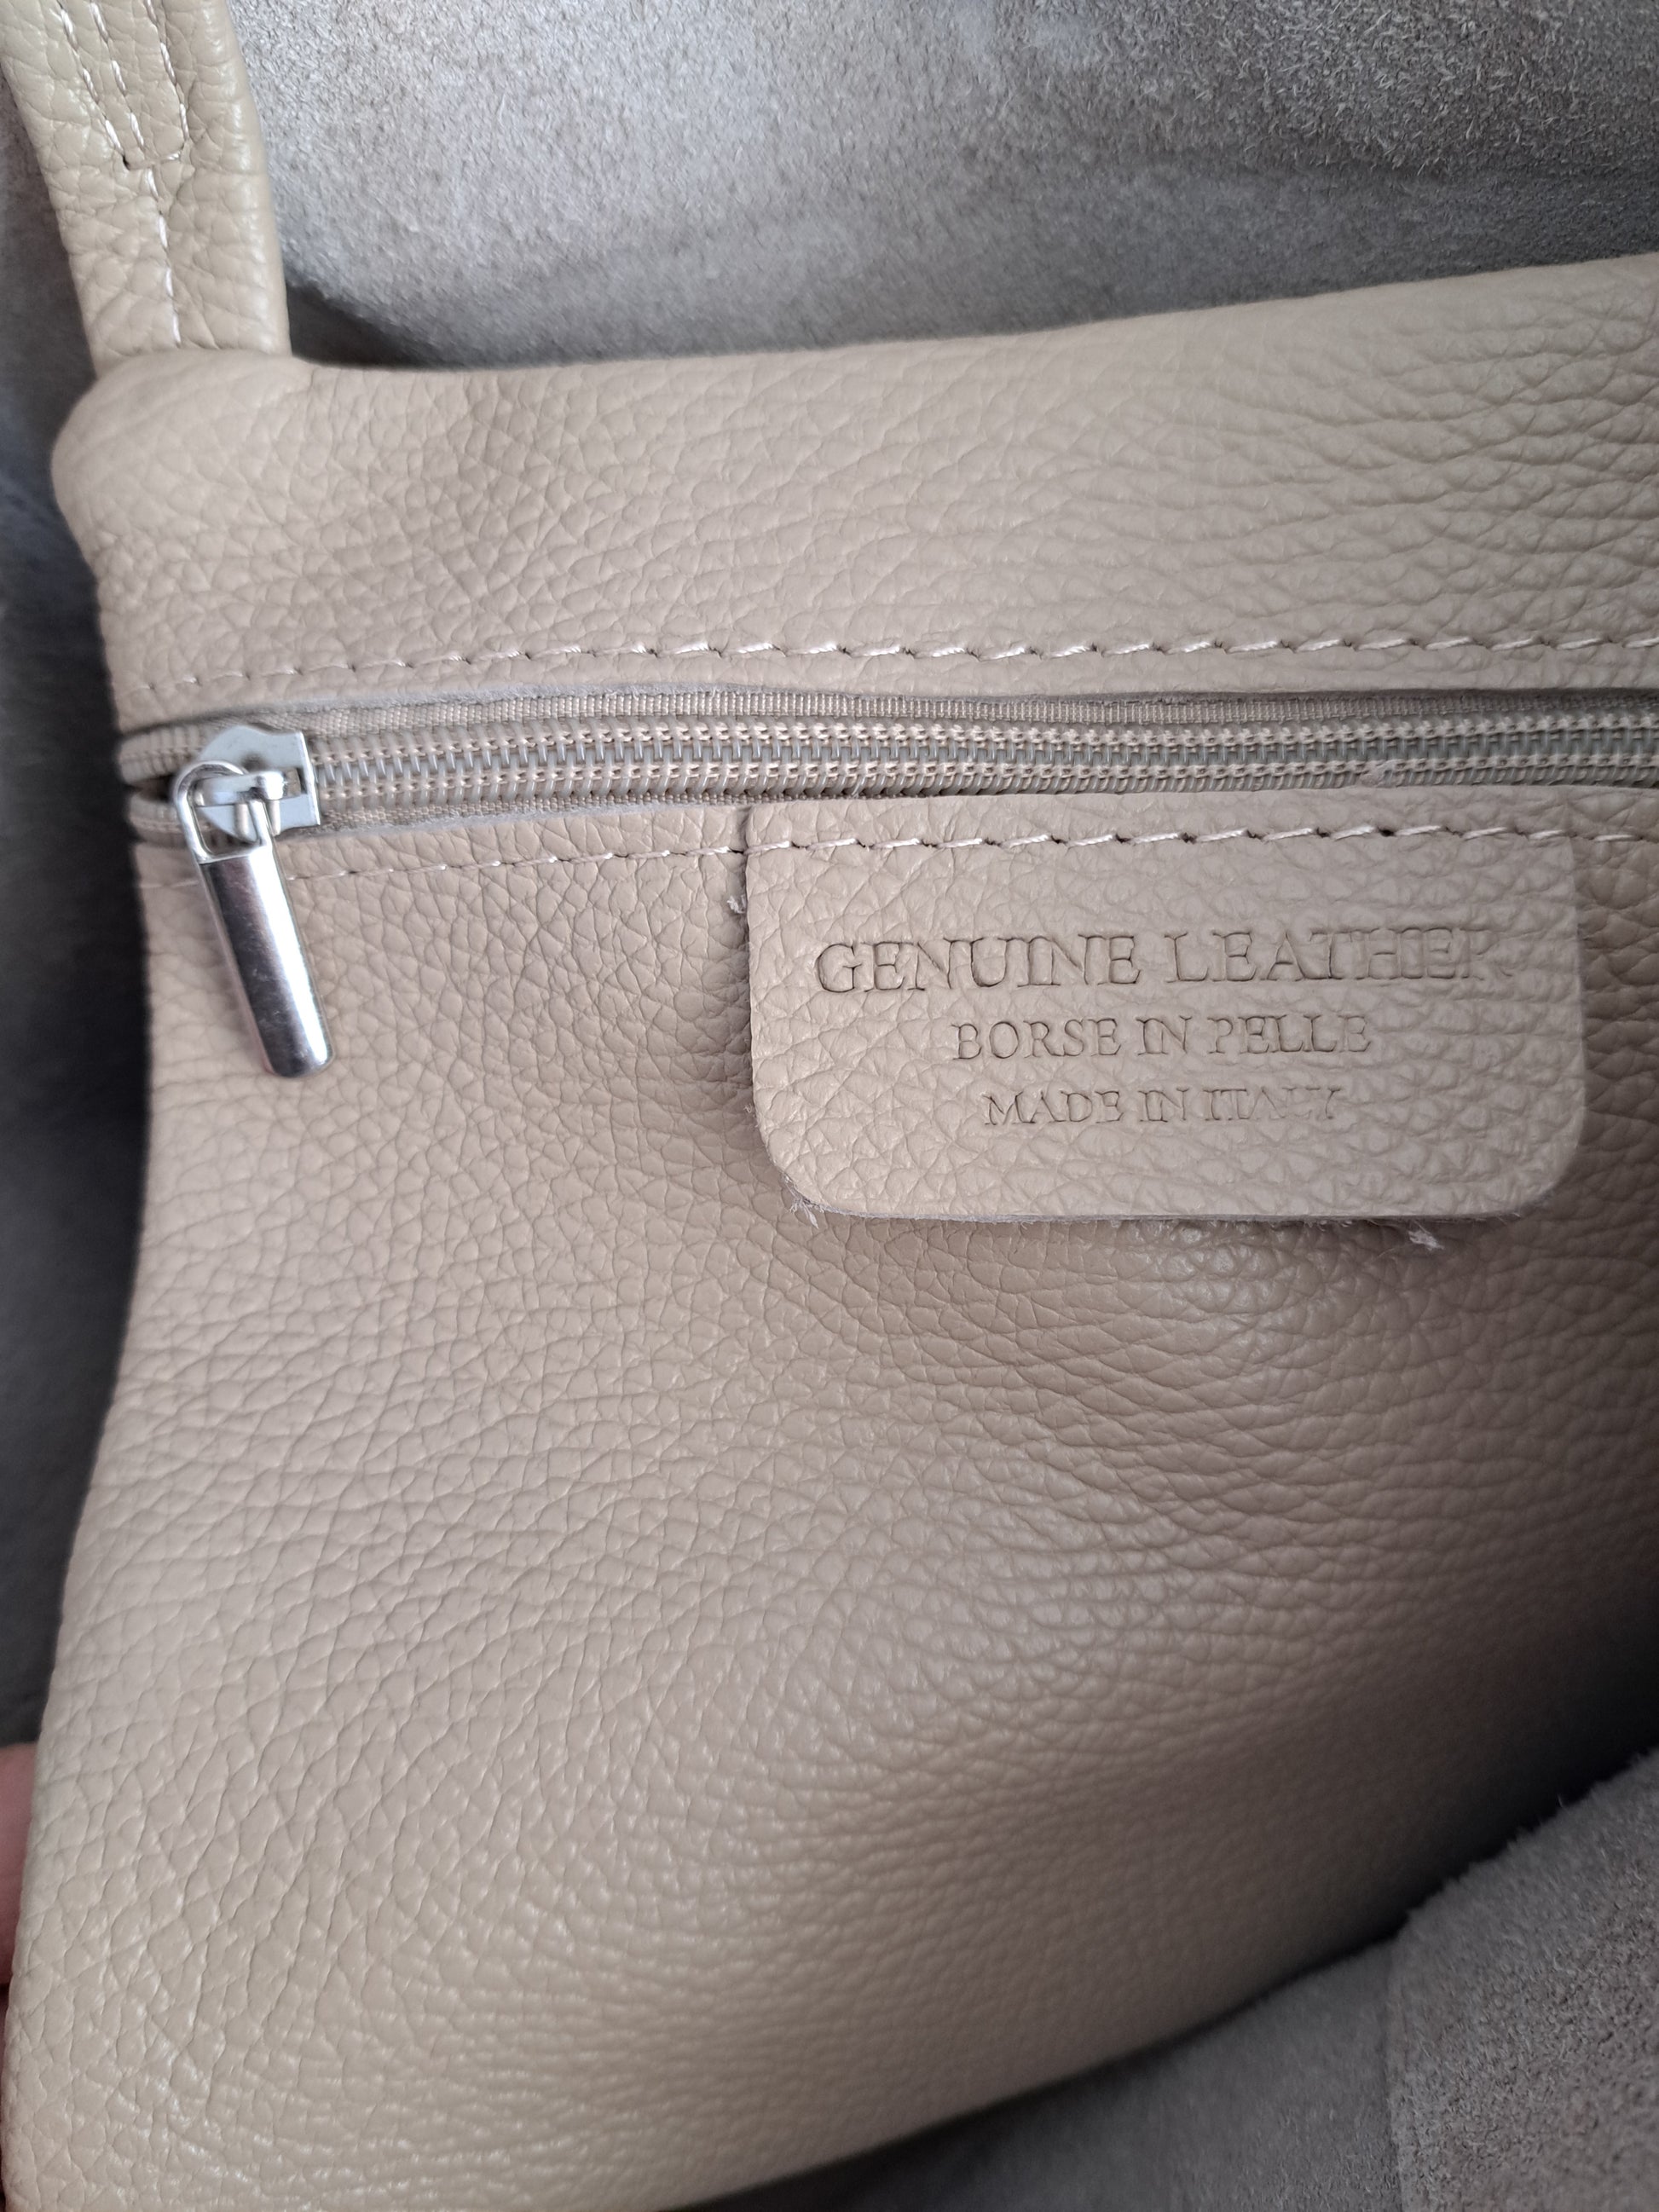 GENUINE LEATHER
BORSE IN PELLE
MADE IN ITALY